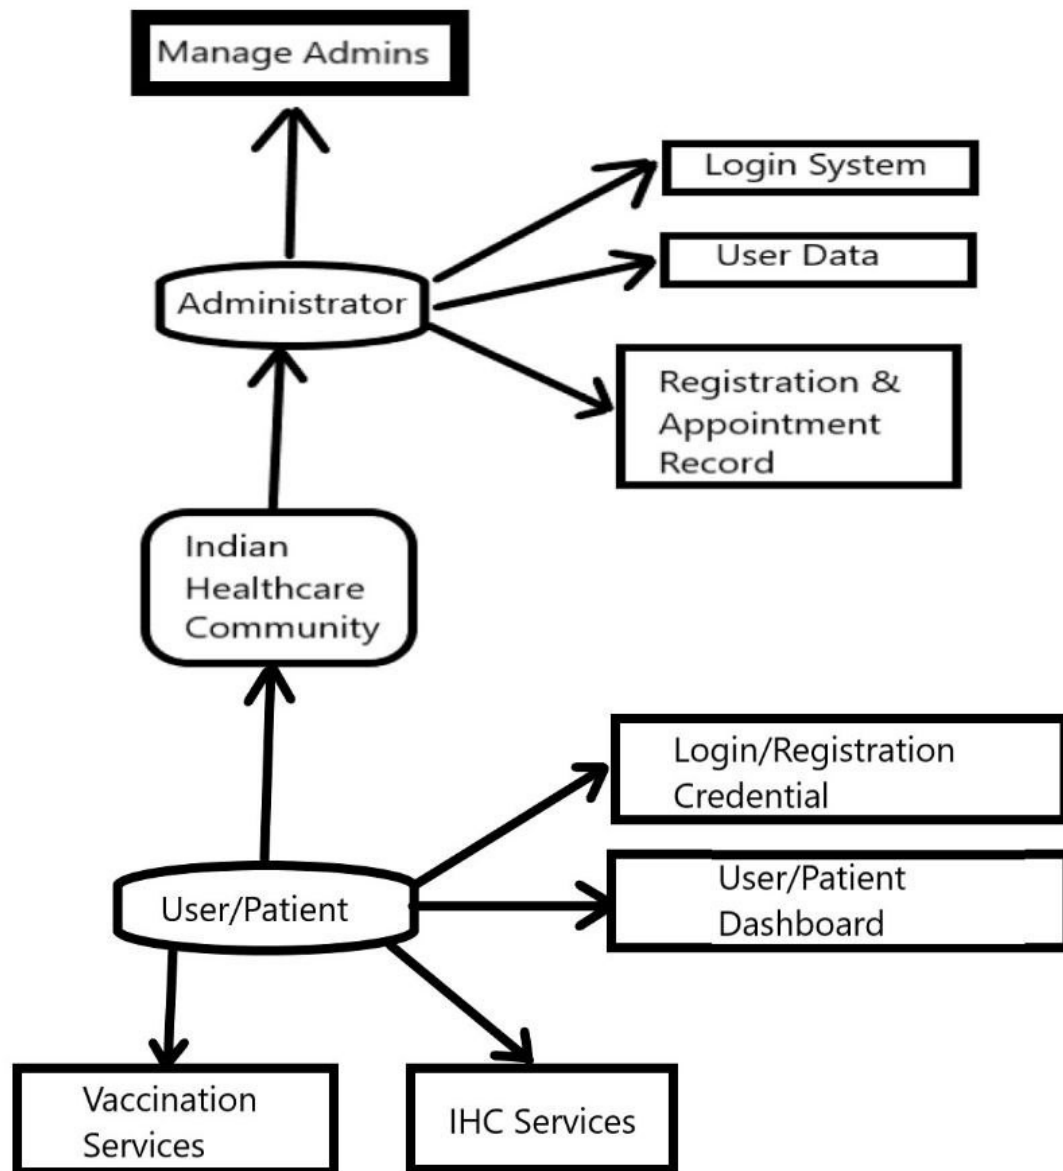 Manage Admins
Login System
User Data
Administrator
Registration &
Appointment
Record
Indian
Healthcare
Community
Login/Registration
Credential
User/Patient
Dashboard
User/Patient
Vaccination
Services
IHC Services